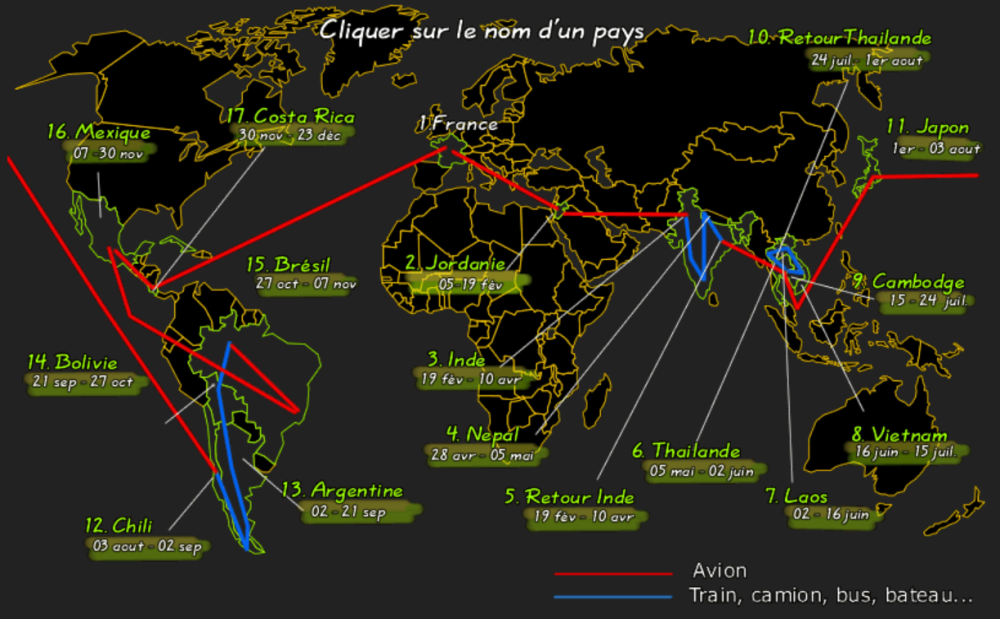 Cliquer sur le nom d'un pays
1.France
2. Jordanie
05-19 fév
3. Inde
19 fév - 10 avr
4. Nepal
28 avr - 05 mai
5. Retour Inde
19 fév - 10 avr
6. Thailande
05 mai - 02 juin
7. Laos
02 - 16 juin
8. Vietnam
16 juin - 15 juil.
9. Cambodge
15 - 24 juil.
10. Retour Thailande
24 juil - 1er aout
11. Japon
1er - 03 aout
12. Chili
03 aout - 02 sep
13. Argentine
02 - 21 sep
14. Bolivie
21 sep - 27 oct
15. Brésil
27 oct - 07 nov
16. Mexique
07 - 30 nov
17. Costa Rica
30 nov - 23 déc
Avion
Train, camion, bus, bateau...